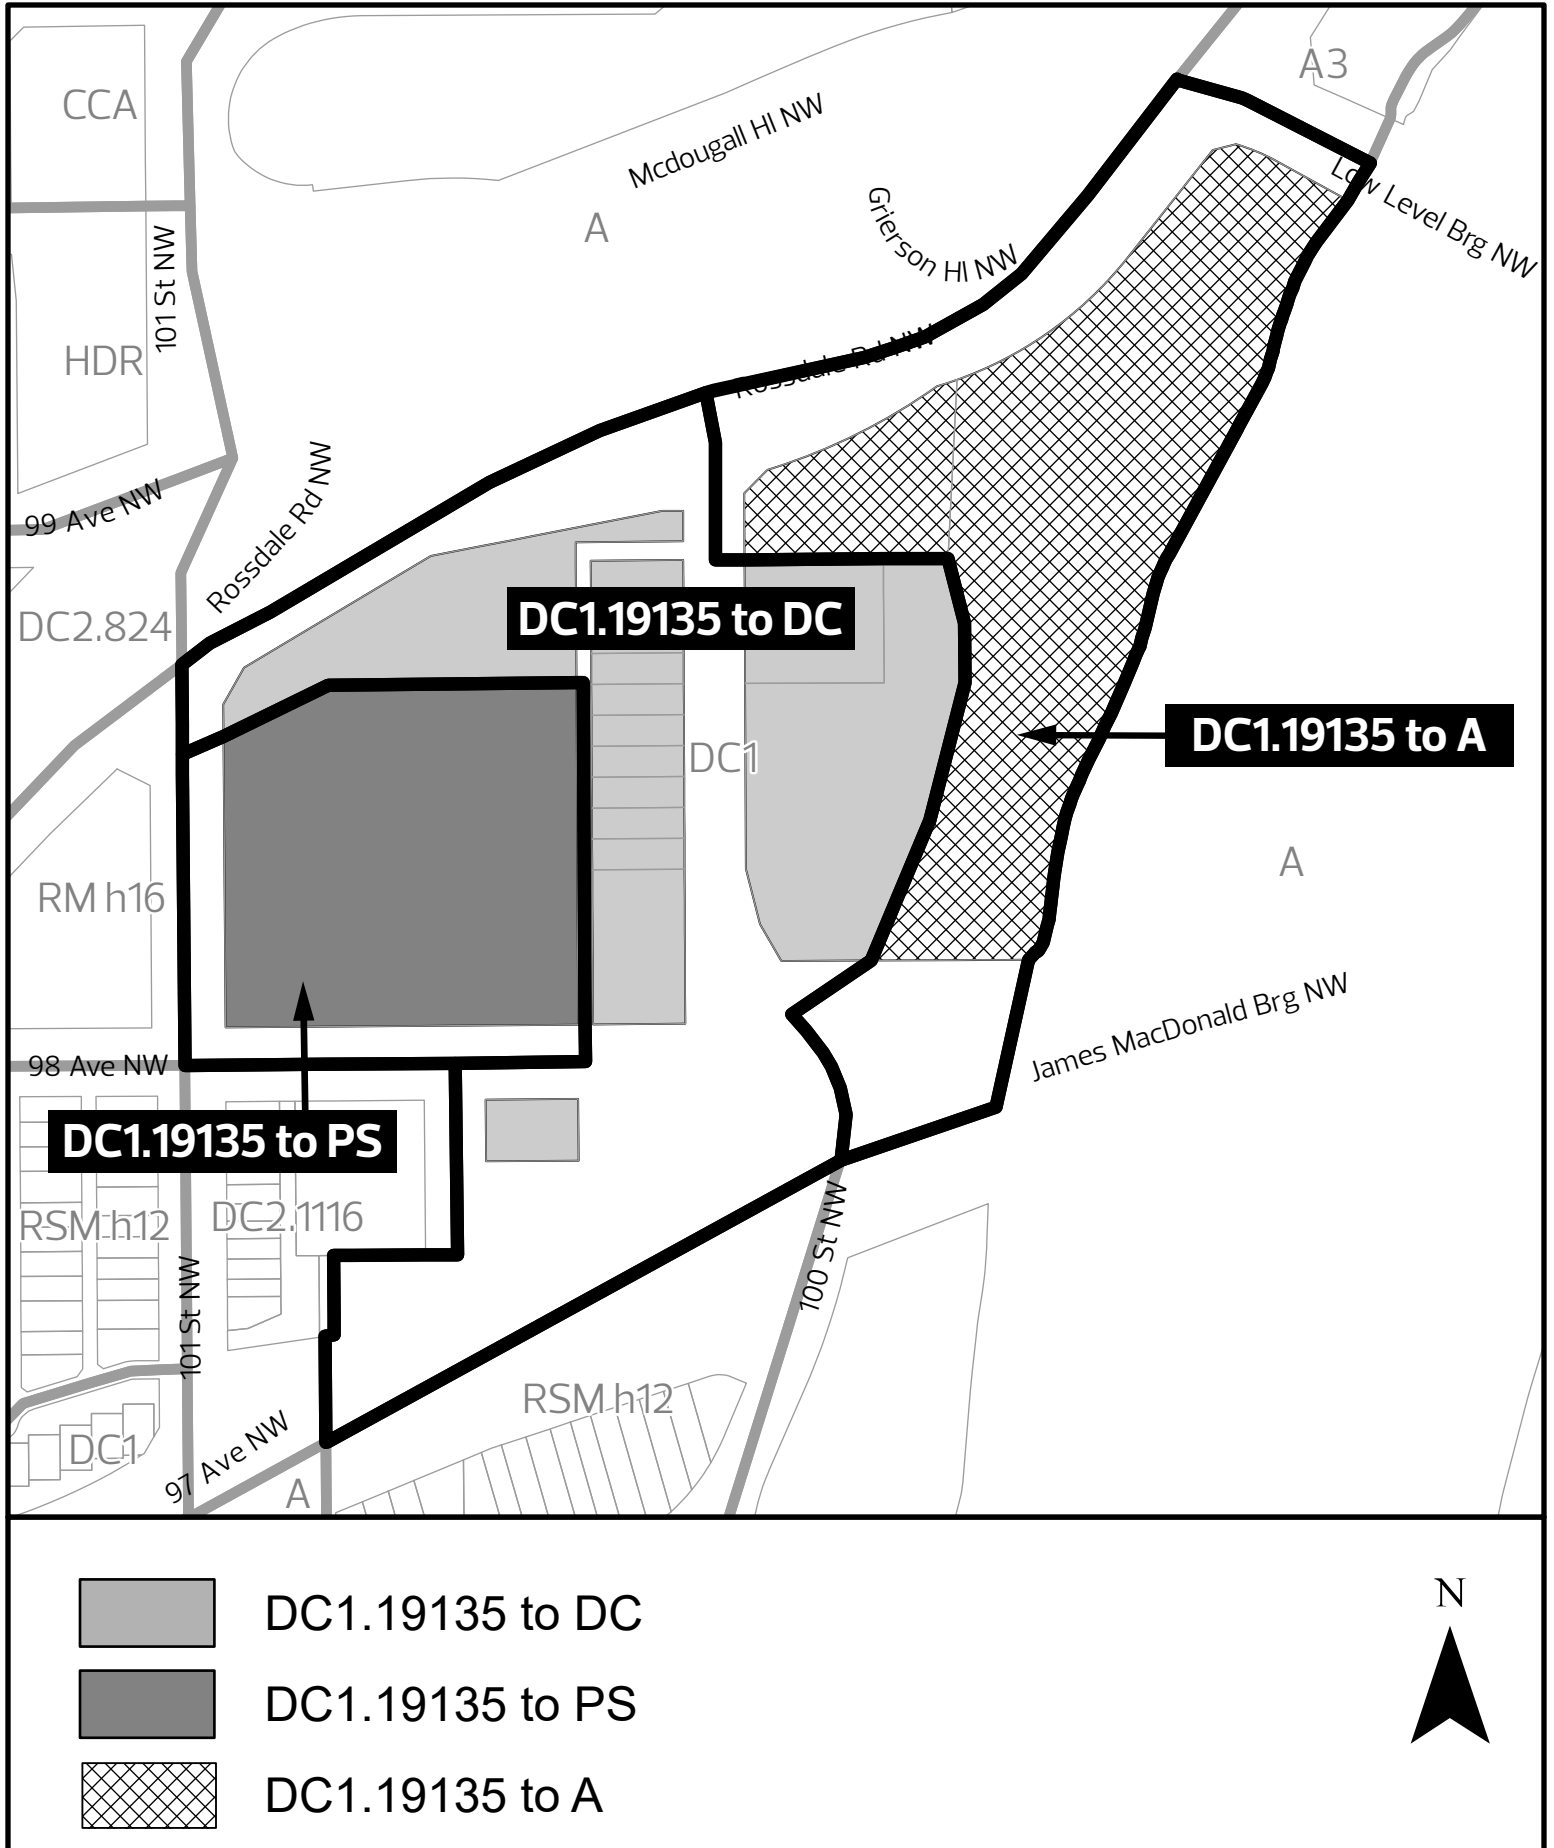 A3
CCA
Mcdougall Hl NW
Low Level Brg NW
A
Grierson Hl NW
101 St NW
HDR
Rossdale Rd NW
99 Ave NW
Rossdale Rd NW
DC2.824
DC1.19135 to DC
DC1
DC1.19135 to A
RM h16
A
James MacDonald Brg NW
98 Ave NW
DC1.19135 to PS
RSM h12
DC2.1116
100 St NW
101 St NW
RSM h12
DC1
97 Ave NW
A
DC1.19135 to DC
N
DC1.19135 to PS
DC1.19135 to A